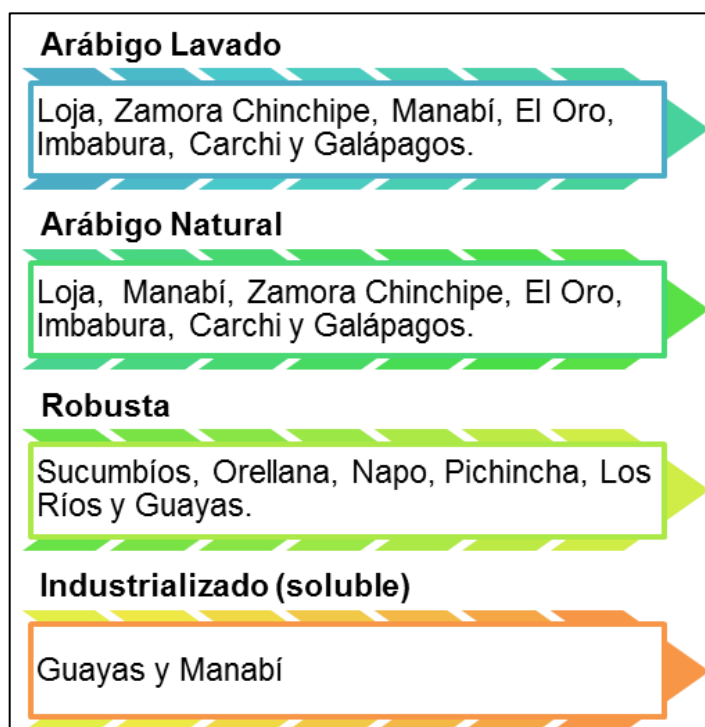 Arábigo Lavado
Loja, Zamora Chinchipe, Manabí, El Oro,
Imbabura, Carchi y Galápagos.
Arábigo Natural
Loja, Manabí, Zamora Chinchipe, El Oro,
Imbabura, Carchi y Galápagos.
Robusta
Sucumbíos, Orellana, Napo, Pichincha, Los
Ríos y Guayas.
Industrializado (soluble)
Guayas y Manabí